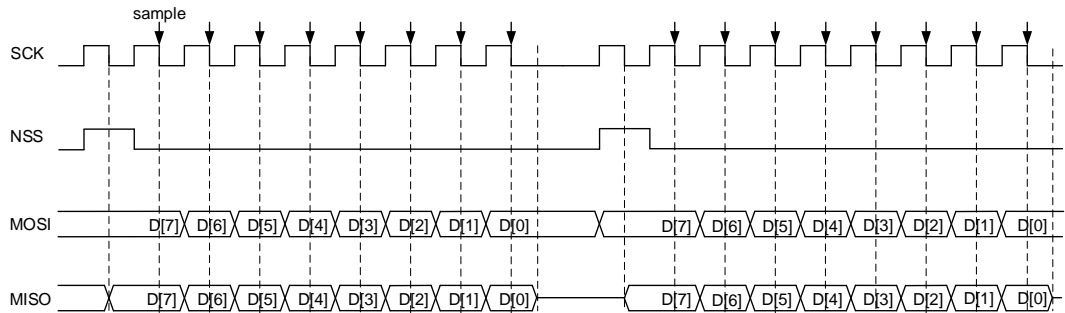 sample
SCK
NSS
MOSI D[7] D[6] D[5] D[4] D[3] D[2] D[1] D[0] D[7] D[6] D[5] D[4] D[3] D[2] D[1] D[0]
MISO D[7] D[6] D[5] D[4] D[3] D[2] D[1] D[0] D[7] D[6] D[5] D[4] D[3] D[2] D[1] D[0]